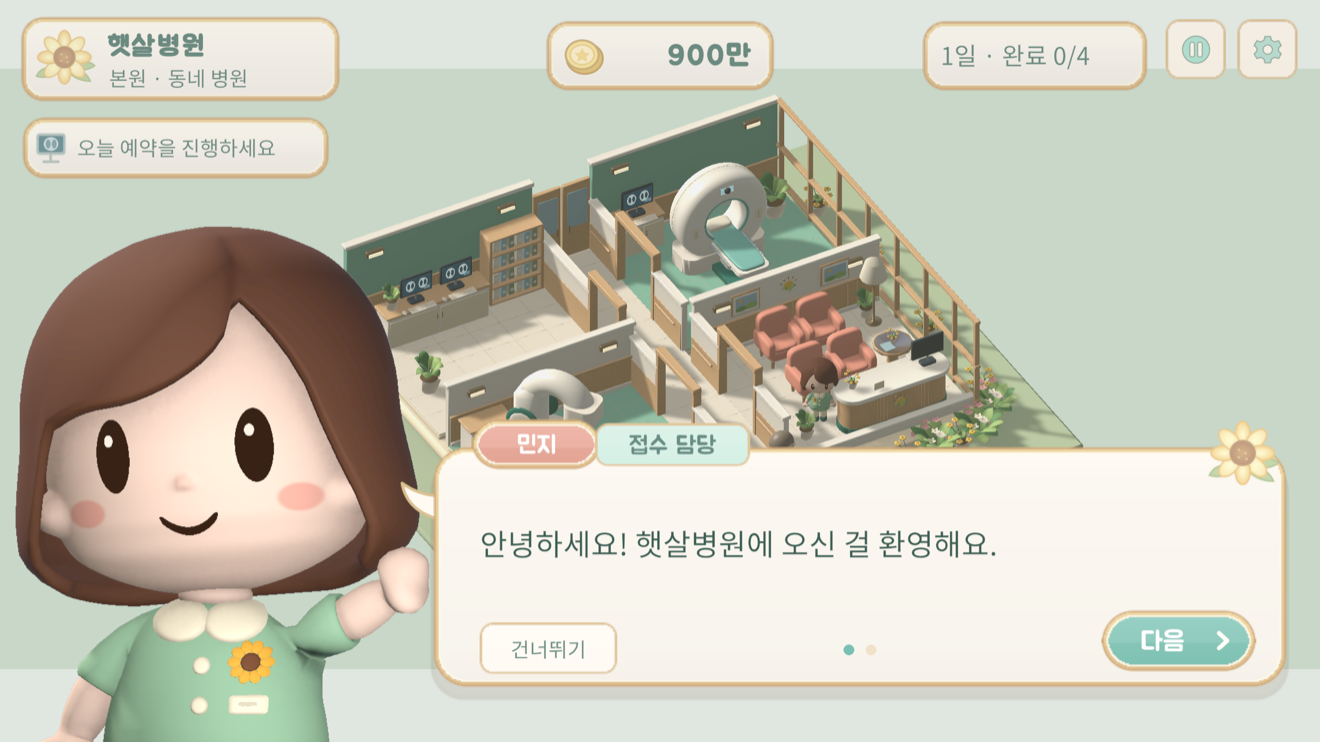 햇살병원
본원 · 동네 병원
900만
1일 · 완료 0/4
오늘 예약을 진행하세요
민지
접수 담당
안녕하세요! 햇살병원에 오신 걸 환영해요.
건너뛰기
다음